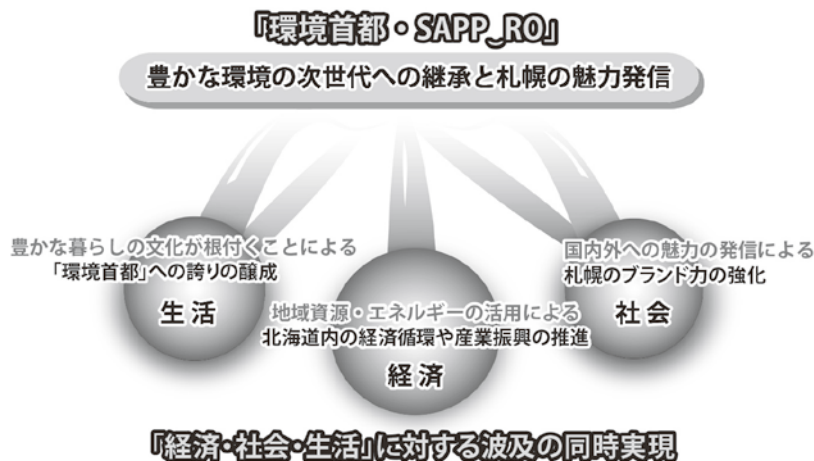 「環境首都・SAPP‿RO」
豊かな環境の次世代への継承と札幌の魅力発信
豊かな暮らしの文化が根付くことによる
「環境首都」への誇りの醸成
生活
地域資源・エネルギーの活用による
北海道内の経済循環や産業振興の推進
経済
国内外への魅力の発信による
札幌のブランド力の強化
社会
「経済・社会・生活」に対する波及の同時実現